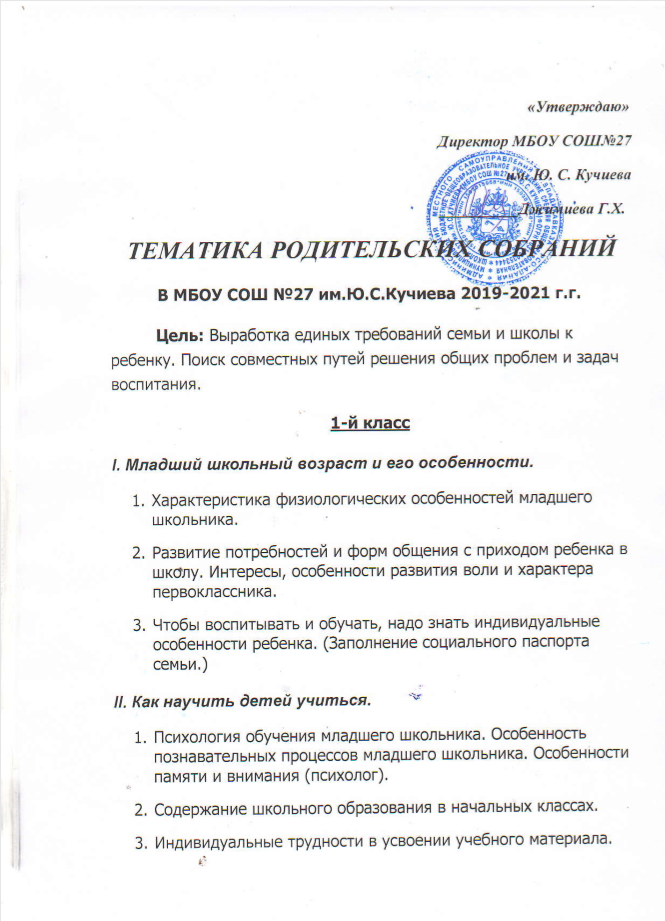 «Утверждаю»
Директор МБОУ СОШ№27
им. Ю. С. Кучиева
Джимиева Г.Х.
ТЕМАТИКА РОДИТЕЛЬСКИХ СОБРАНИЙ
В МБОУ СОШ №27 им.Ю.С.Кучиева 2019-2021 г.г.
Цель: Выработка единых требований семьи и школы к
ребенку. Поиск совместных путей решения общих проблем и задач
воспитания.
1-й класс
I. Младший школьный возраст и его особенности.
1. Характеристика физиологических особенностей младшего
школьника.
2. Развитие потребностей и форм общения с приходом ребенка в
школу. Интересы, особенности развития воли и характера
первоклассника.
3. Чтобы воспитывать и обучать, надо знать индивидуальные
особенности ребенка. (Заполнение социального паспорта
семьи.)
II. Как научить детей учиться.
1. Психология обучения младшего школьника. Особенность
познавательных процессов младшего школьника. Особенности
памяти и внимания (психолог).
2. Содержание школьного образования в начальных классах.
3. Индивидуальные трудности в усвоении учебного материала.